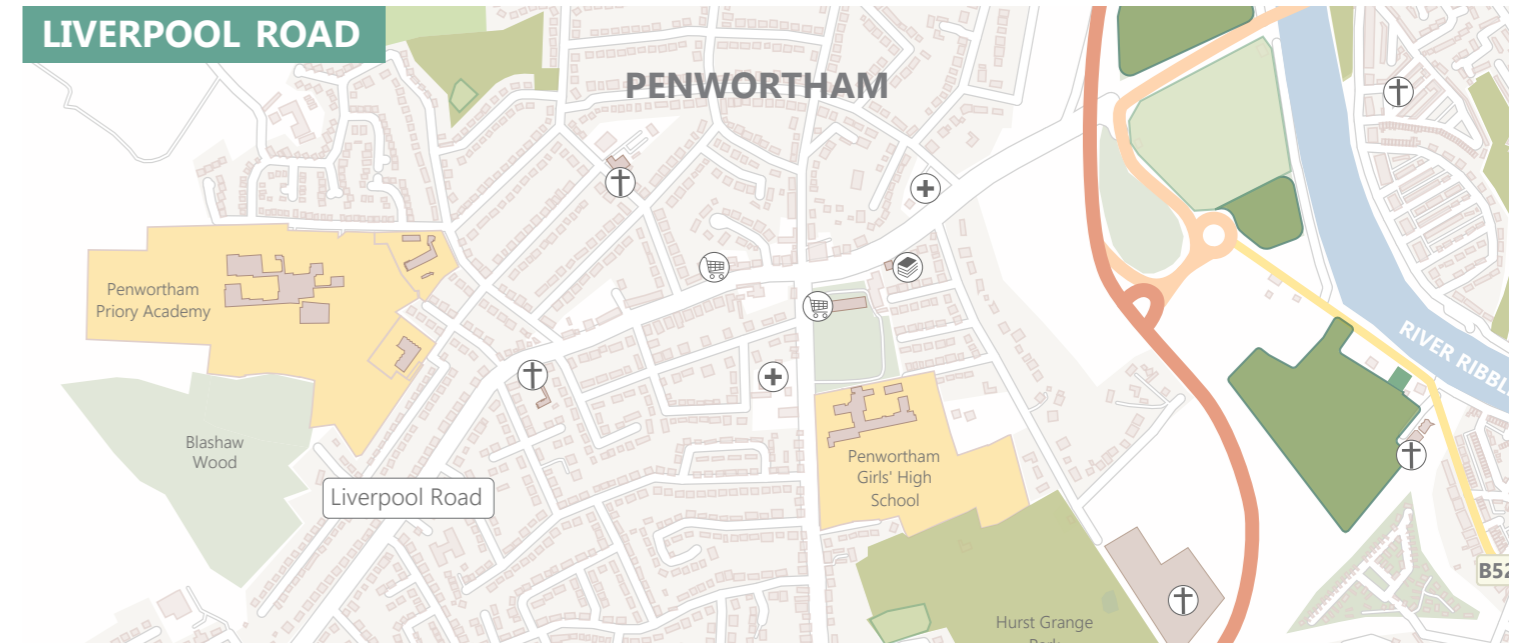 LIVERPOOL ROAD
PENWORTHAM
Penwortham
Priory Academy
RIVER RIBBL
Blashaw
Wood
Penwortham
Girls' High
School
Liverpool Road
B52
Hurst Grange
Park